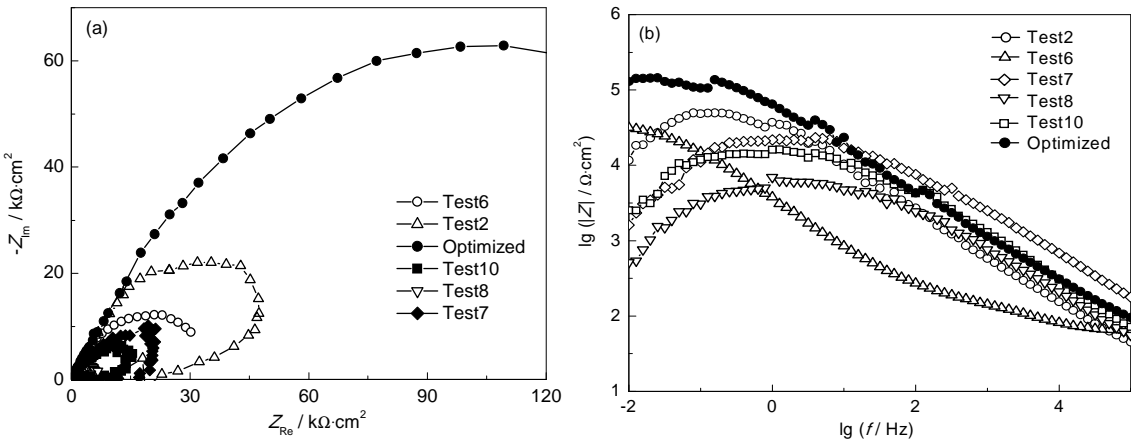 (a)
60
40
20
0
-Z_Im / kΩ·cm²
Test6
Test2
Optimized
Test10
Test8
Test7
0 30 60 90 120
Z_Re / kΩ·cm²
(b)
6
5
4
3
2
1
lg (|Z| / Ω·cm²)
Test2
Test6
Test7
Test8
Test10
Optimized
-2 0 2 4
lg (f / Hz)